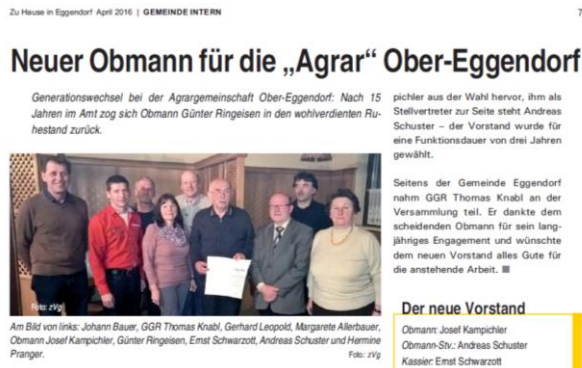 Zu Hause in Eggendorf April 2016 | GEMEINDE INTERN
7
Neuer Obmann für die „Agrar“ Ober-Eggendorf
Generationswechsel bei der Agrargemeinschaft Ober-Eggendorf: Nach 15
Jahren im Amt zog sich Obmann Günter Ringeisen in den wohlverdienten Ru-
hestand zurück.
Foto: zVg
Am Bild von links: Johann Bauer, GGR Thomas Knabl, Gerhard Leopold, Margarete Allerbauer,
Obmann Josef Kampichler, Günter Ringeisen, Ernst Schwarzott, Andreas Schuster und Hermine
Pranger.
Foto: zVg
pichler aus der Wahl hervor, ihm als
Stellvertreter zur Seite steht Andreas
Schuster – der Vorstand wurde für
eine Funktionsdauer von drei Jahren
gewählt.
Seitens der Gemeinde Eggendorf
nahm GGR Thomas Knabl an der
Versammlung teil. Er dankte dem
scheidenden Obmann für sein lang-
jähriges Engagement und wünschte
dem neuen Vorstand alles Gute für
die anstehende Arbeit.
Der neue Vorstand
Obmann: Josef Kampichler
Obmann-Stv.: Andreas Schuster
Kassier: Ernst Schwarzott